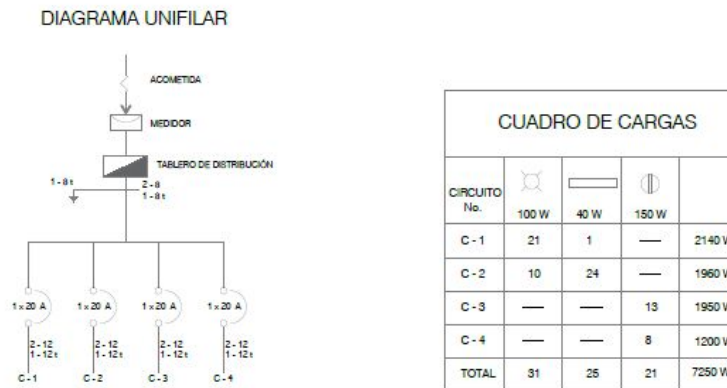 DIAGRAMA UNIFILAR
ACOMETIDA
MEDIDOR
TABLERO DE DISTRIBUCIÓN
1 - 8 t
2 - 8
1 - 8 t
1 x 20 A 1 x 20 A 1 x 20 A 1 x 20 A
2 - 12 2 - 12 2 - 12 2 - 12
1 - 12 t 1 - 12 t 1 - 12 t 1 - 12 t
C - 1 C - 2 C - 3 C - 4
CUADRO DE CARGAS
CIRCUITO No. 100 W 40 W 150 W
C - 1 21 1 — 2140 W
C - 2 10 24 — 1960 W
C - 3 — — 13 1950 W
C - 4 — — 8 1200 W
TOTAL 31 25 21 7250 W